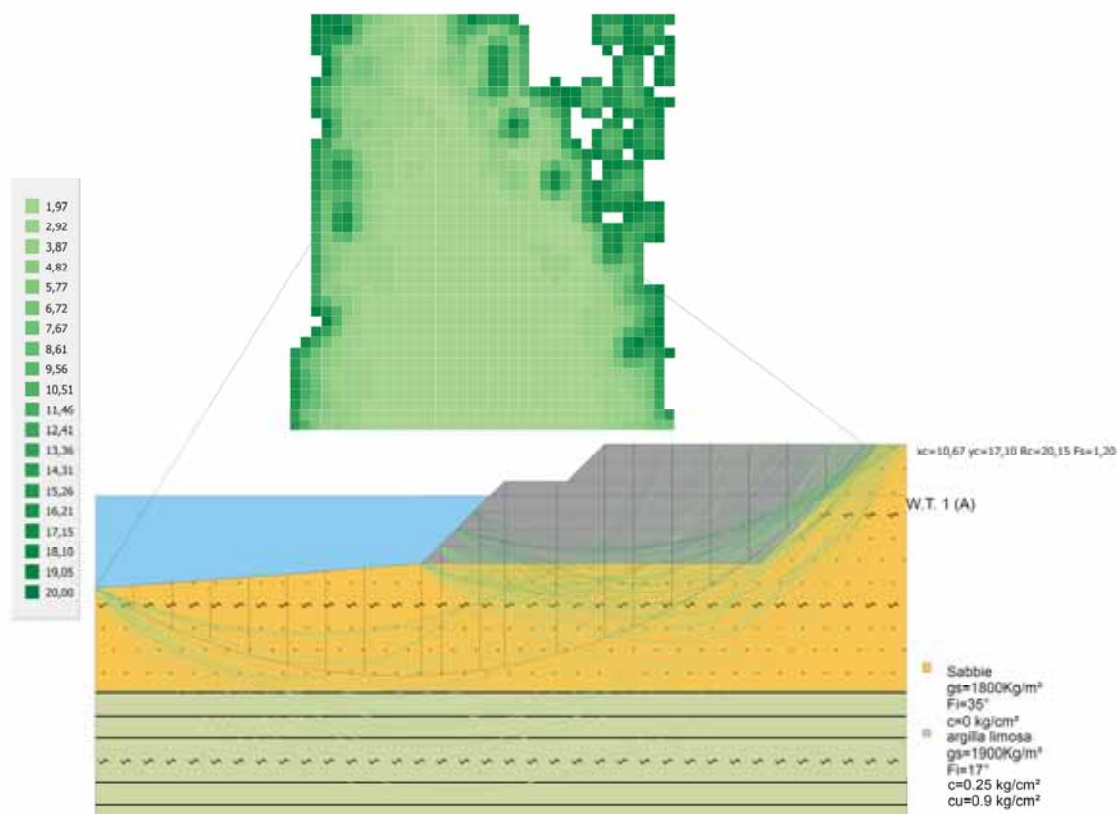 1,97
2,92
3,87
4,82
5,77
6,72
7,67
8,61
9,56
10,51
11,46
12,41
13,36
14,31
15,26
16,21
17,15
18,10
19,05
20,00
xc=10,67 yc=17,10 Rc=20,15 Fs=1,20
W.T. 1 (A)
Sabbie
gs=1800Kg/m³
Fi=35°
c=0 kg/cm²
argilla limosa
gs=1900Kg/m³
Fi=17°
c=0.25 kg/cm²
cu=0.9 kg/cm²